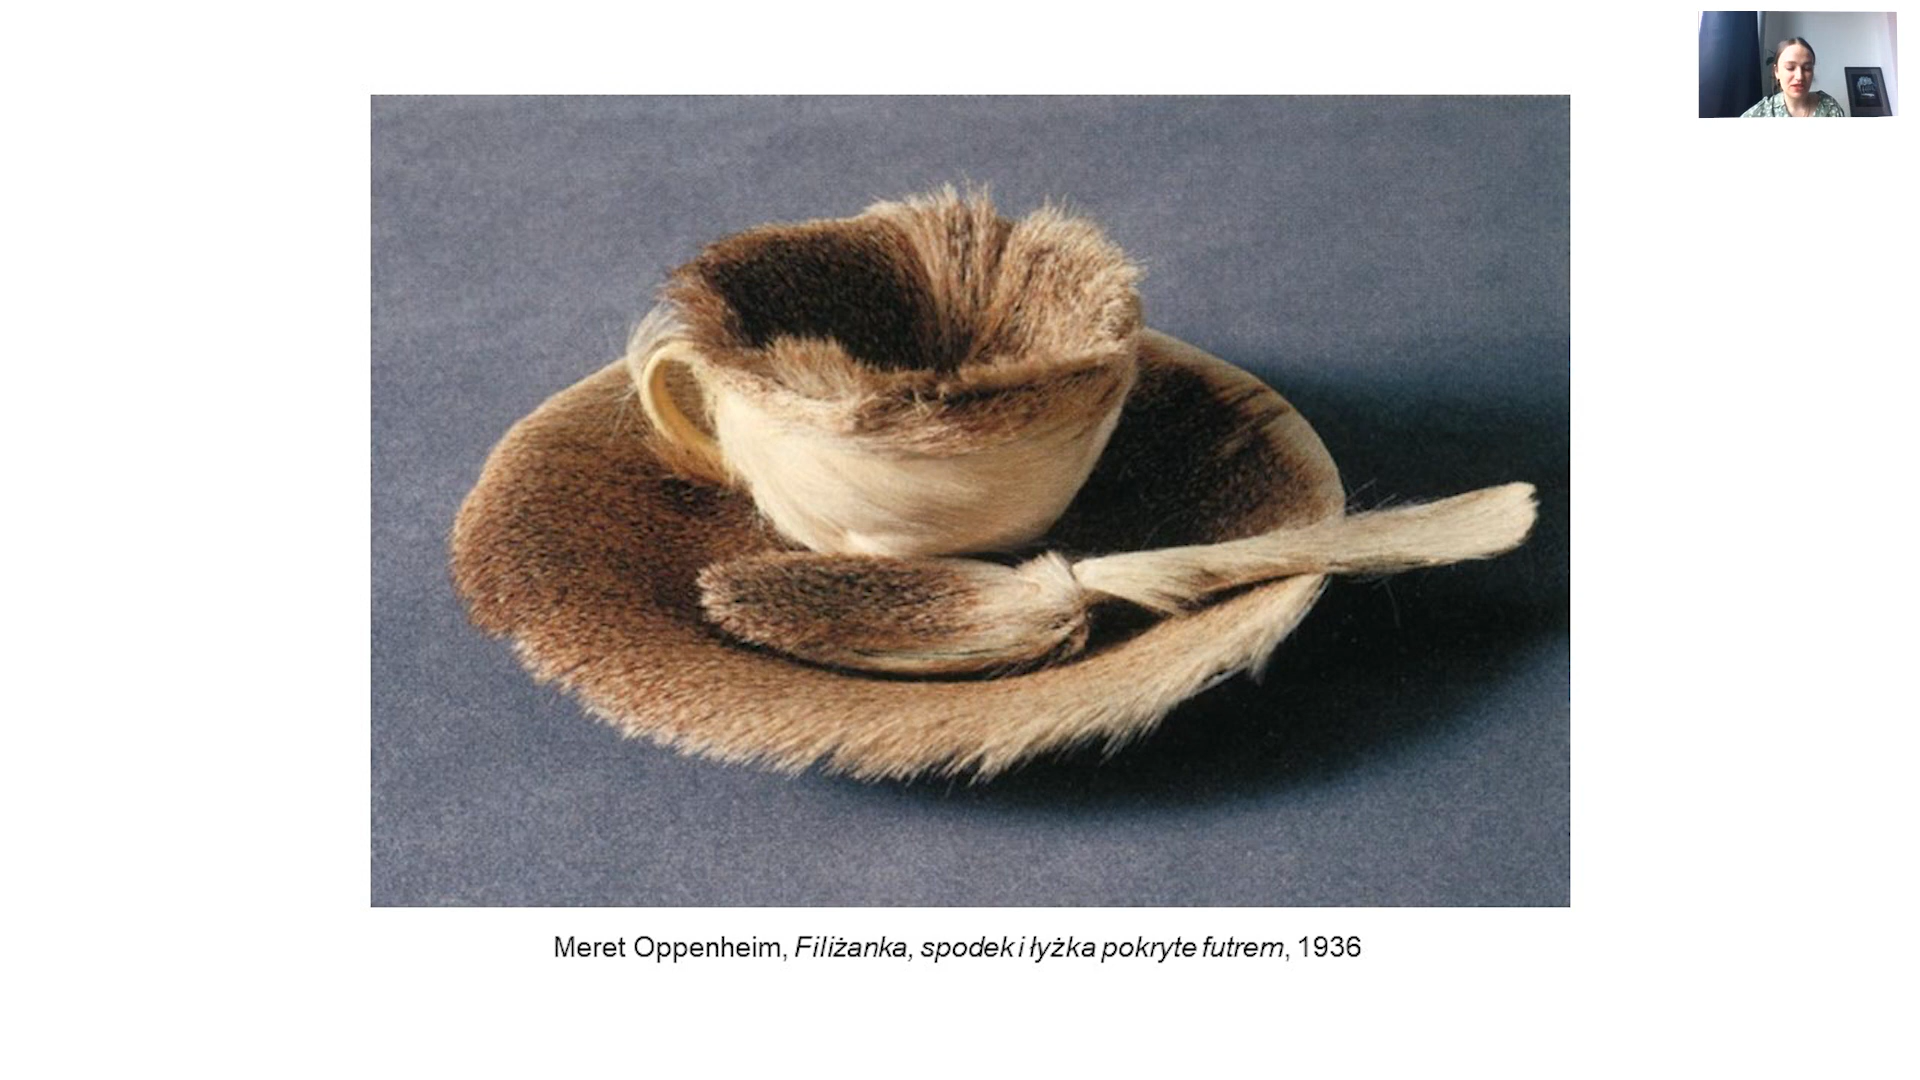 Meret Oppenheim, Filiżanka, spodek i łyżka pokryte futrem, 1936